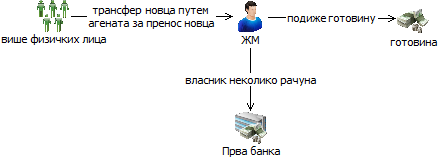 више физичких лица
трансфер новца путем
агената за пренос новца
ЖМ
подиже готовину
готовина
власник неколико рачуна
Прва банка